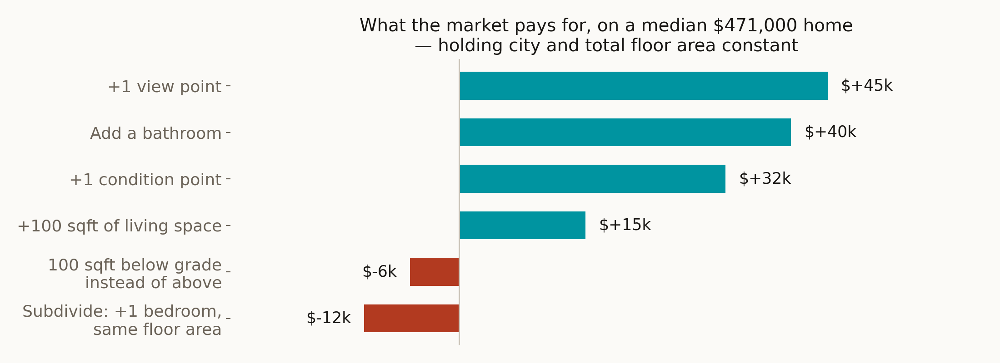 What the market pays for, on a median $471,000 home
— holding city and total floor area constant
+1 view point
$+45k
Add a bathroom
$+40k
+1 condition point
$+32k
+100 sqft of living space
$+15k
100 sqft below grade
instead of above
$-6k
Subdivide: +1 bedroom,
same floor area
$-12k